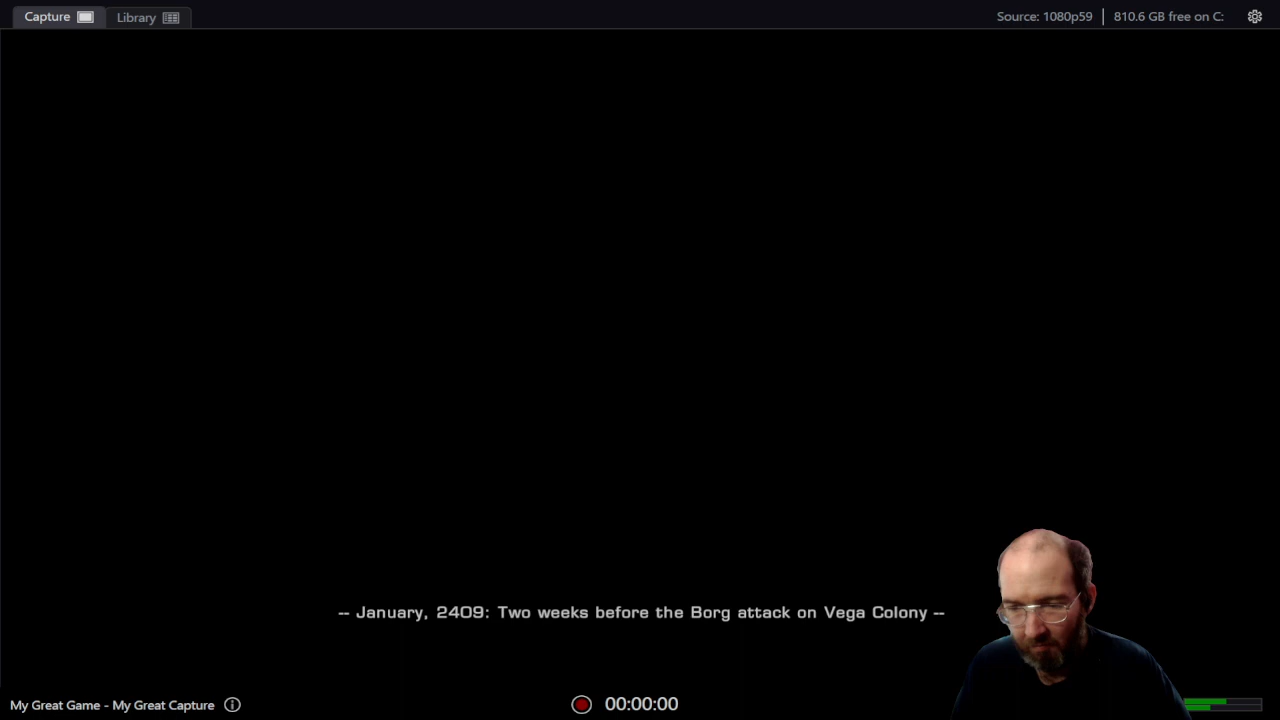 Capture
Library
Source: 1080p59
810.6 GB free on C:
-- January, 2409: Two weeks before the Borg attack on Vega Colony --
My Great Game - My Great Capture
00:00:00